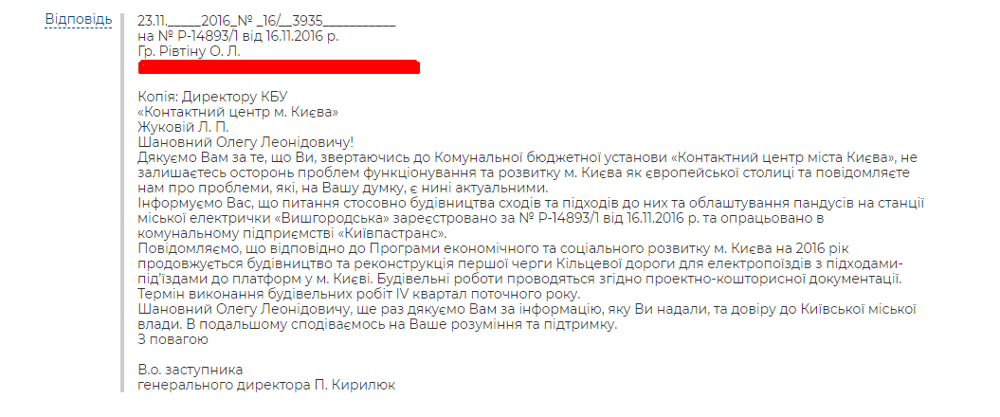 Відповідь
23.11._____2016_№ _16/__3935___________
на № Р-14893/1 від 16.11.2016 р.
Гр. Рівтіну О. Л.
Копія: Директору КБУ
«Контактний центр м. Києва»
Жуковій Л. П.
Шановний Олегу Леонідовичу!
Дякуємо Вам за те, що Ви, звертаючись до Комунальної бюджетної установи «Контактний центр міста Києва», не
залишаєтесь осторонь проблем функціонування та розвитку м. Києва як європейської столиці та повідомляєте
нам про проблеми, які, на Вашу думку, є нині актуальними.
Інформуємо Вас, що питання стосовно будівництва сходів та підходів до них та облаштування пандусів на станції
міської електрички «Вишгородська» зареєстровано за № Р-14893/1 від 16.11.2016 р. та опрацьовано в
комунальному підприємстві «Київпастранс».
Повідомляємо, що відповідно до Програми економічного та соціального розвитку м. Києва на 2016 рік
продовжується будівництво та реконструкція першої черги Кільцевої дороги для електропоїздів з підходами-
під’їздами до платформ у м. Києві. Будівельні роботи проводяться згідно проектно-кошторисної документації.
Термін виконання будівельних робіт IV квартал поточного року.
Шановний Олегу Леонідовичу, ще раз дякуємо Вам за інформацію, яку Ви надали, та довіру до Київської міської
влади. В подальшому сподіваємось на Ваше розуміння та підтримку.
З повагою
В.о. заступника
генерального директора П. Кирилюк